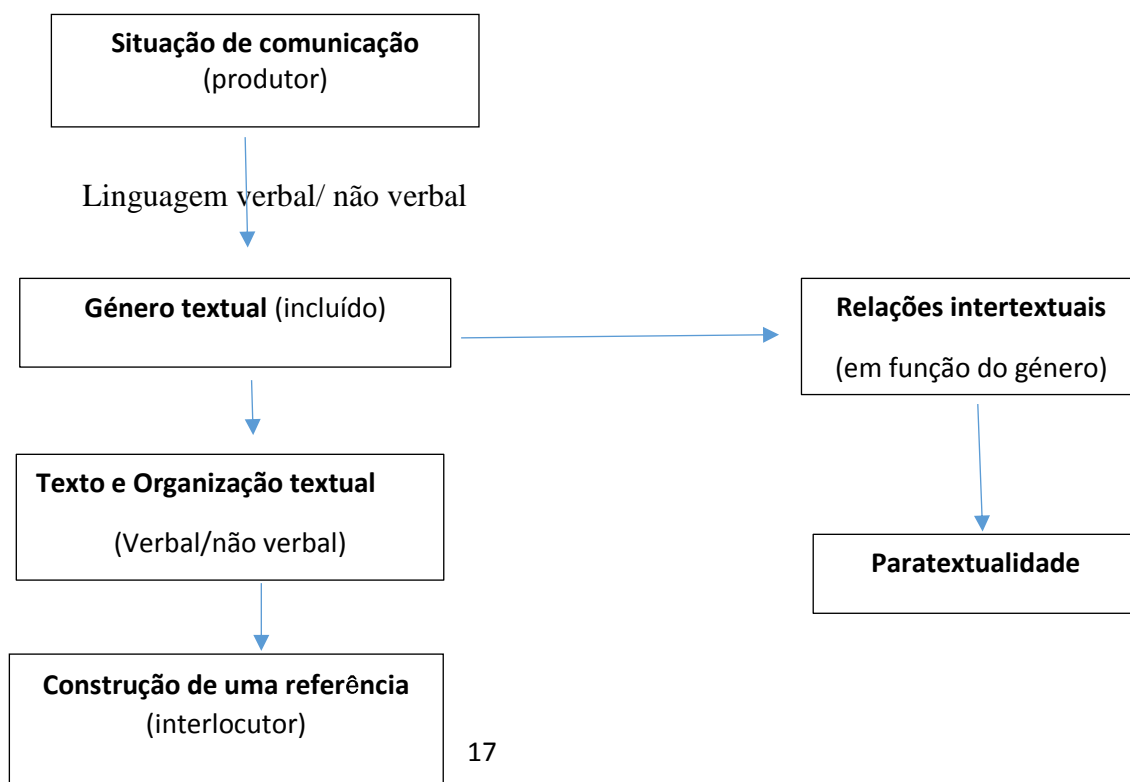 Situação de comunicação
(produtor)
Linguagem verbal/ não verbal
Género textual (incluído)
Relações intertextuais
(em função do género)
Texto e Organização textual
(Verbal/não verbal)
Paratextualidade
Construção de uma referência
(interlocutor)
17